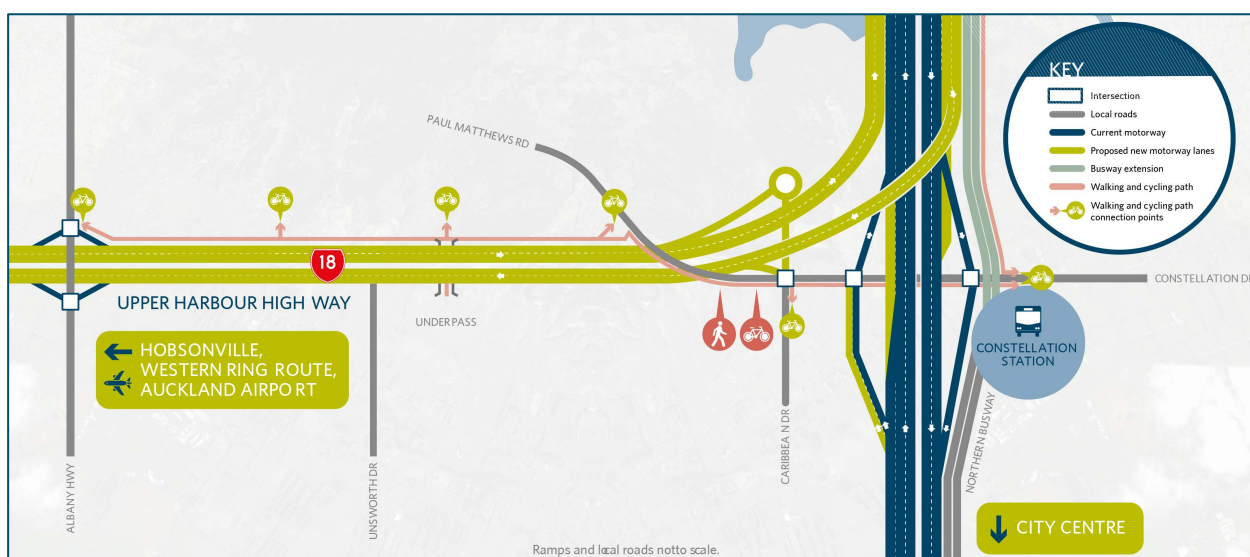 KEY
Intersection
Local roads
Current motorway
Proposed new motorway lanes
Busway extension
Walking and cycling path
Walking and cycling path
connection points
PAUL MATTHEWS RD
18
UPPER HARBOUR HIGH WAY
UNDERPASS
CONSTELLATION D
HOBSONVILLE,
WESTERN RING ROUTE,
AUCKLAND AIRPO RT
CONSTELLATION
STATION
ALBANY HWY
UNSWORTH DR
CARIBBEA N DR
NORTHERN BUSWAY
CITY CENTRE
Ramps and local roads notto scale.